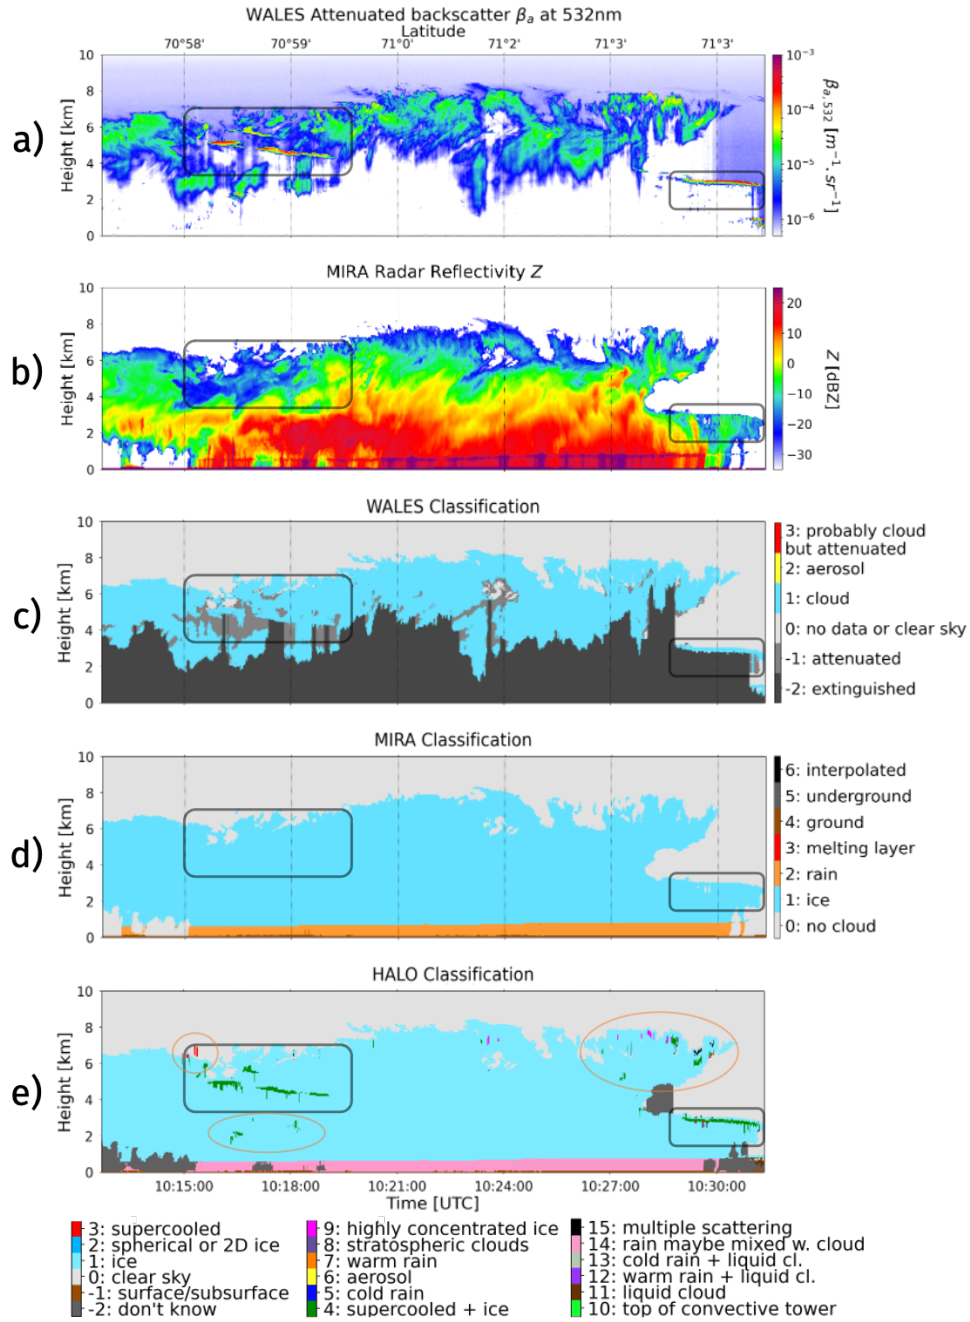 WALES Attenuated backscatter βa at 532nm
Latitude
70°58' 70°59' 71°0' 71°2' 71°3' 71°3'
a)
Height [km]
10
8
6
4
2
0
10⁻³
10⁻⁴
10⁻⁵
10⁻⁶
βa,532 [m⁻¹.sr⁻¹]
MIRA Radar Reflectivity Z
b)
Height [km]
10
8
6
4
2
0
20
10
0
−10
−20
−30
Z [dBZ]
WALES Classification
c)
Height [km]
10
8
6
4
2
0
3: probably cloud
but attenuated
2: aerosol
1: cloud
0: no data or clear sky
-1: attenuated
-2: extinguished
MIRA Classification
d)
Height [km]
10
8
6
4
2
0
6: interpolated
5: underground
4: ground
3: melting layer
2: rain
1: ice
0: no cloud
HALO Classification
e)
Height [km]
10
8
6
4
2
0
10:15:00 10:18:00 10:21:00 10:24:00 10:27:00 10:30:00
Time [UTC]
3: supercooled
2: spherical or 2D ice
1: ice
0: clear sky
-1: surface/subsurface
-2: don't know
9: highly concentrated ice
8: stratospheric clouds
7: warm rain
6: aerosol
5: cold rain
4: supercooled + ice
15: multiple scattering
14: rain maybe mixed w. cloud
13: cold rain + liquid cl.
12: warm rain + liquid cl.
11: liquid cloud
10: top of convective tower